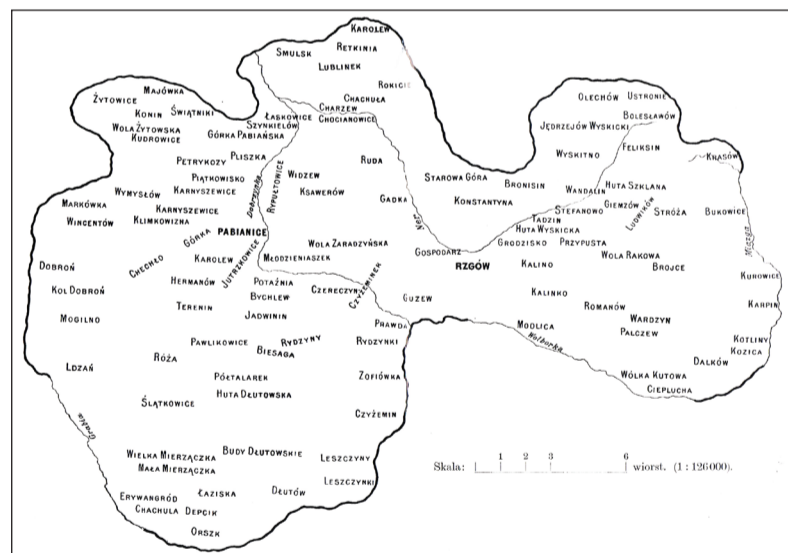 Karolew
Smulsk
Retkinia
Lublinek
Rokicie
Majówka
Żytowice
Konin
Świątniki
Wola Żytowska
Kudrowice
Górka Pabiańska
Łaskowice
Szynkielów
Charzew
Chachuła
Chocianowice
Olechów
Ustronie
Bolesławów
Jędrzejów Wyskicki
Feliksin
Wyskitno
Krasów
Petrykozy
Pliszka
Piątkowisko
Widzew
Ruda
Starowa Góra
Bronisin
Wandalin
Huta Szklana
Markówka
Wymysłów
Karnyszewice
Dobrzynka
Rypułtowice
Ksawerów
Gadka
Ner
Konstantyna
Stefanowo
Giemzów
Ludwików
Stróża
Bukowice
Wincentów
Karnyszewice
Klimkowizna
Tadzin
Huta Wyskicka
Górka
Pabianice
Wola Zaradzyńska
Gospodarz
Grodzisko
Przypusta
Miazga
Dobroń
Chechło
Karolew
Jutrzkowice
Młodzieniaszek
Rzgów
Kalino
Wola Rakowa
Brojce
Kurowice
Kol Dobroń
Hermanów
Potaźnia
Bychlew
Czereczyn
Czyżeminek
Guzew
Kalinko
Romanów
Karpin
Mogilno
Terenin
Jadwinin
Prawda
Modlica
Wardzyn
Palczew
Wolborka
Pawlikowice
Biesaga
Rydzyny
Rydzynki
Kotliny
Kozica
Ldzań
Róża
Dalków
Półtalarek
Zofiówka
Wólka Kutowa
Cieplucha
Huta Dłutowska
Ślątkowice
Czyżemin
Grabia
Wielka Mierzączka
Budy Dłutowskie
Leszczyny
Mała Mierzączka
Leszczynki
Skala: 1 2 3 6 wiorst. (1 : 126000).
Erywangród
Łaziska
Dłutów
Chachula
Depcik
Orszk